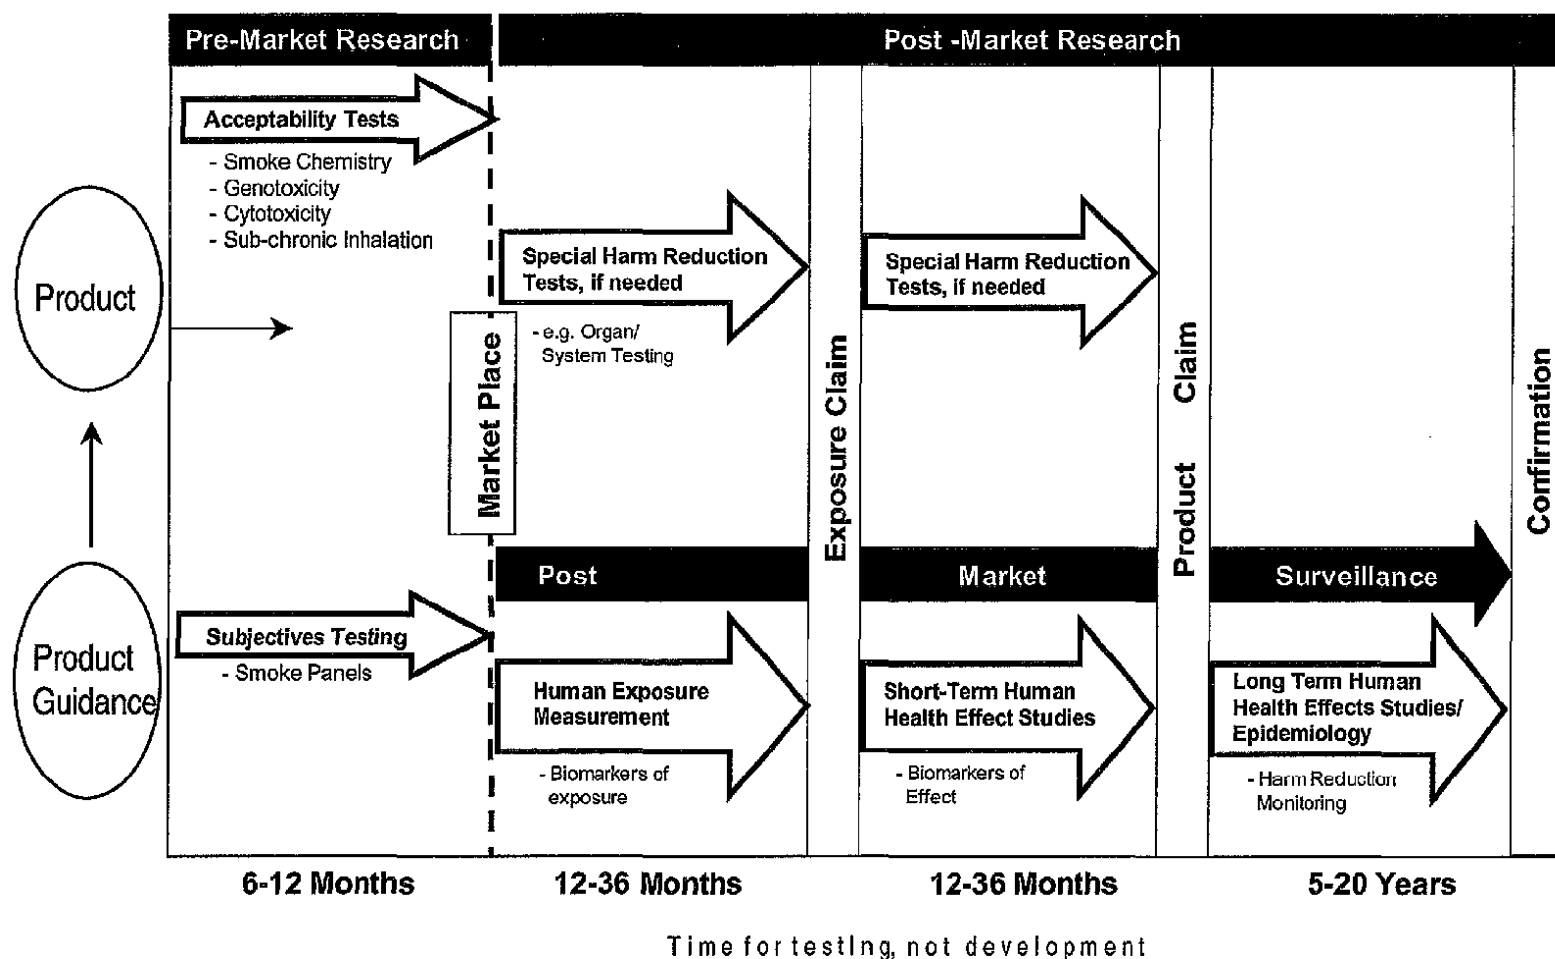 Pre-Market Research
Post -Market Research
Acceptability Tests
- Smoke Chemistry
- Genotoxicity
- Cytotoxicity
- Sub-chronic Inhalation
Product
Special Harm Reduction
Tests, if needed
- e.g. Organ/
System Testing
Special Harm Reduction
Tests, if needed
Market Place
Exposure Claim
Product Claim
Confirmation
Post
Market
Surveillance
Product
Guidance
Subjectives Testing
- Smoke Panels
Human Exposure
Measurement
- Biomarkers of
exposure
Short-Term Human
Health Effect Studies
- Biomarkers of
Effect
Long Term Human
Health Effects Studies/
Epidemiology
- Harm Reduction
Monitoring
6-12 Months
12-36 Months
12-36 Months
5-20 Years
Time for testing, not development